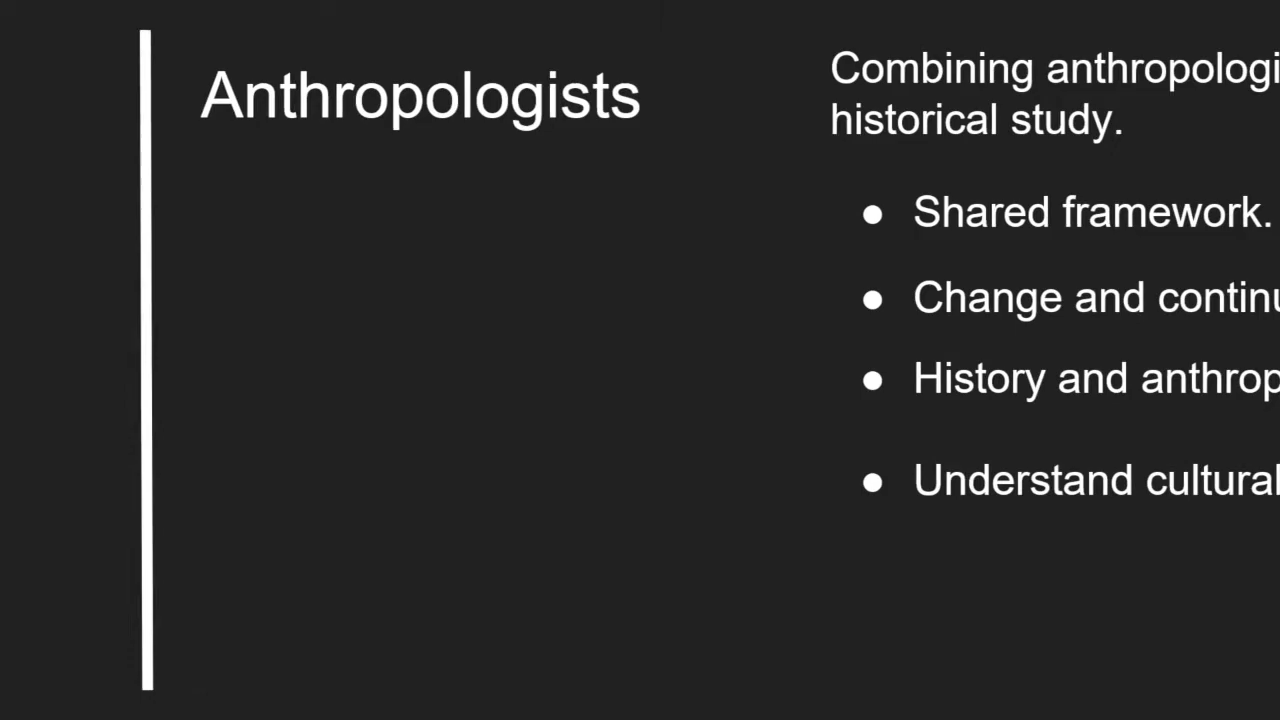 Anthropologists
Combining anthropologi
historical study.
● Shared framework.
● Change and continu
● History and anthrop
● Understand cultural